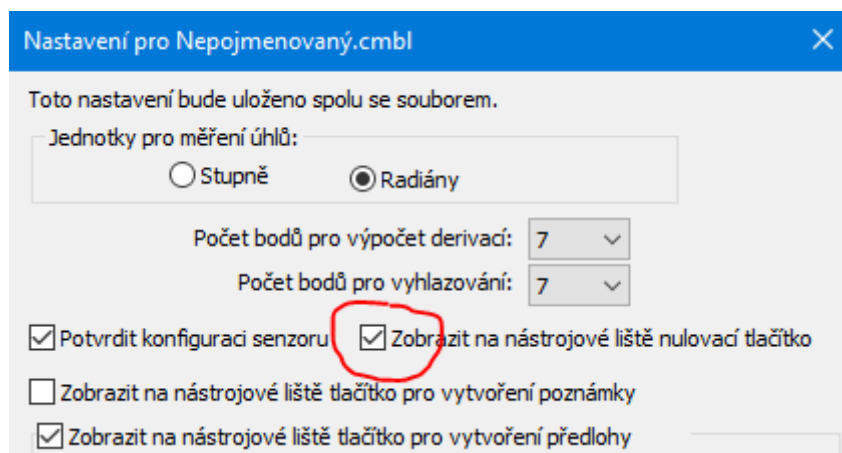 Nastavení pro Nepojmenovaný.cmbl
Toto nastavení bude uloženo spolu se souborem.
Jednotky pro měření úhlů:
Stupně Radiány
Počet bodů pro výpočet derivací: 7
Počet bodů pro vyhlazování: 7
Potvrdit konfiguraci senzoru Zobrazit na nástrojové liště nulovací tlačítko
Zobrazit na nástrojové liště tlačítko pro vytvoření poznámky
Zobrazit na nástrojové liště tlačítko pro vytvoření předlohy